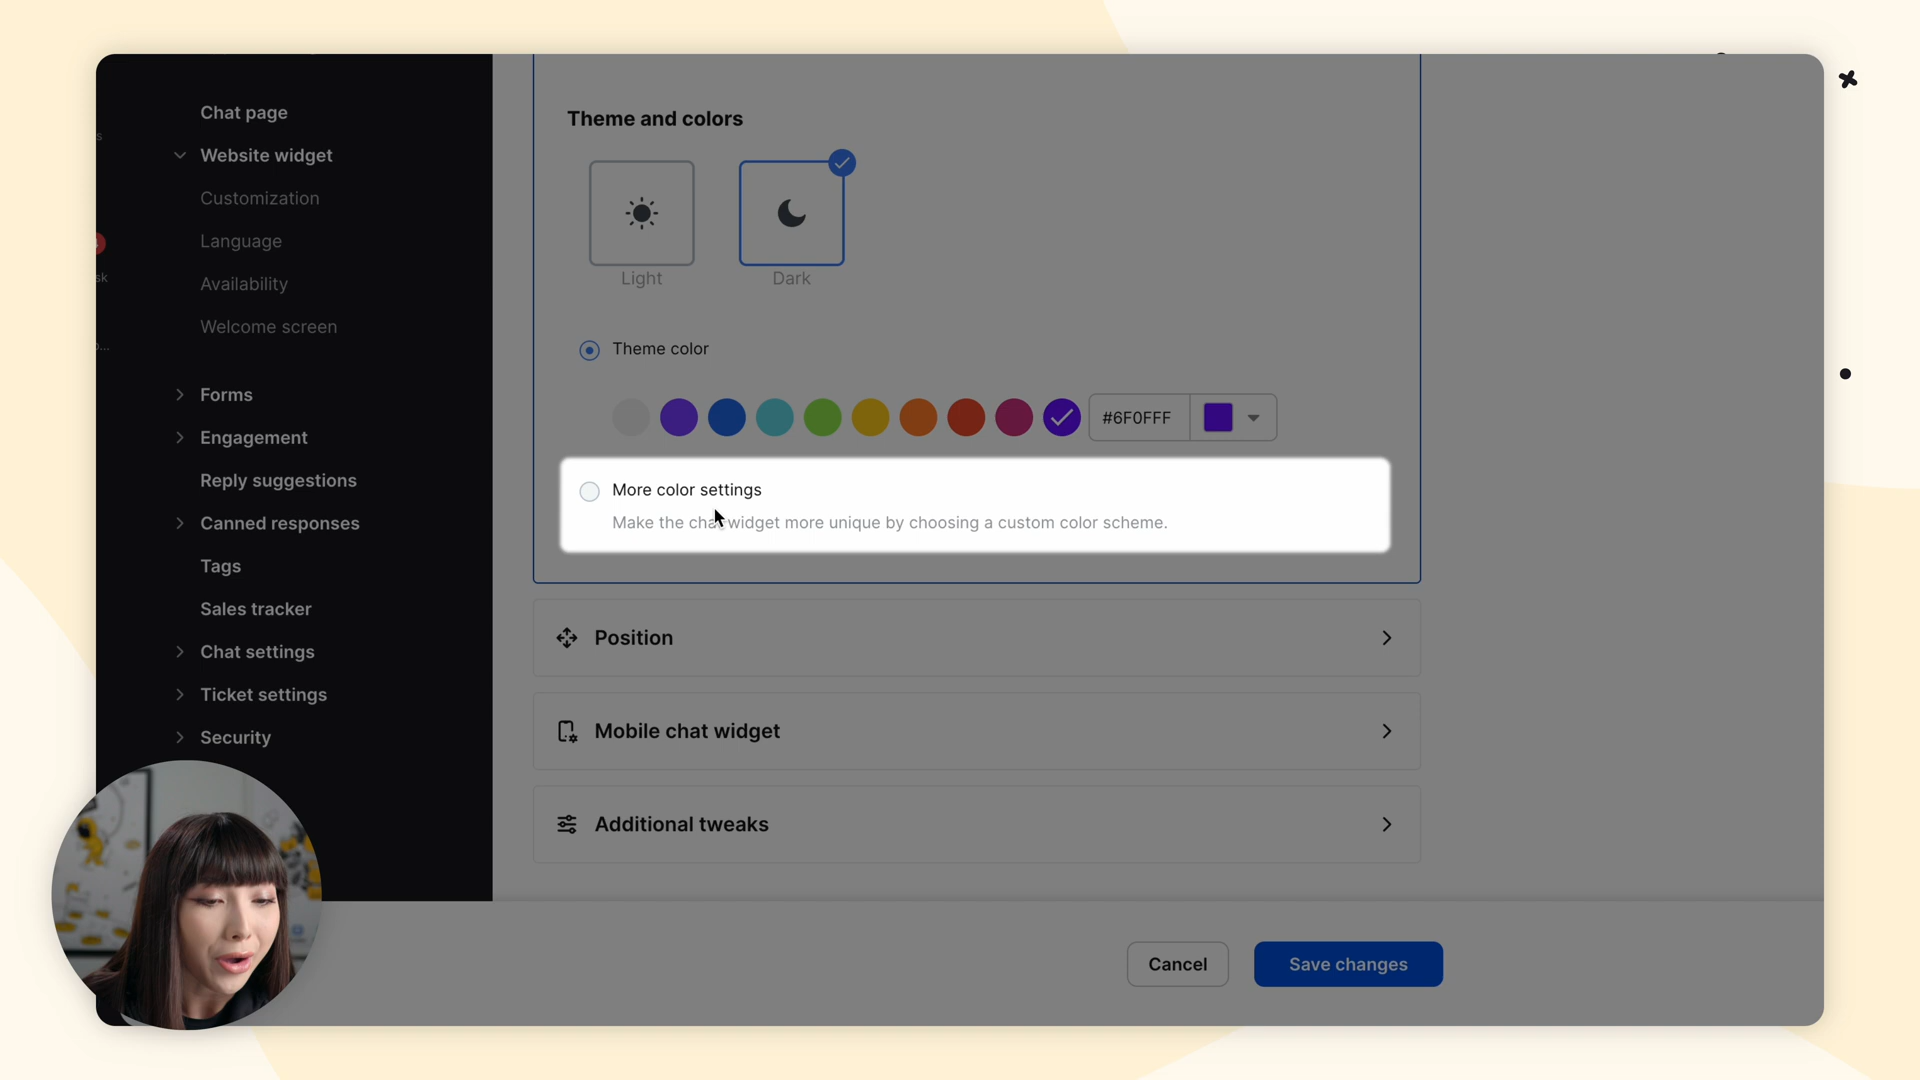 Chat page
Website widget
Customization
Language
Availability
Welcome screen
Forms
Engagement
Reply suggestions
Canned responses
Tags
Sales tracker
Chat settings
Ticket settings
Security
s
sk
Theme and colors
Light
Dark
Theme color
#6F0FFF
More color settings
Make the chat widget more unique by choosing a custom color scheme.
Position
Mobile chat widget
Additional tweaks
Cancel
Save changes